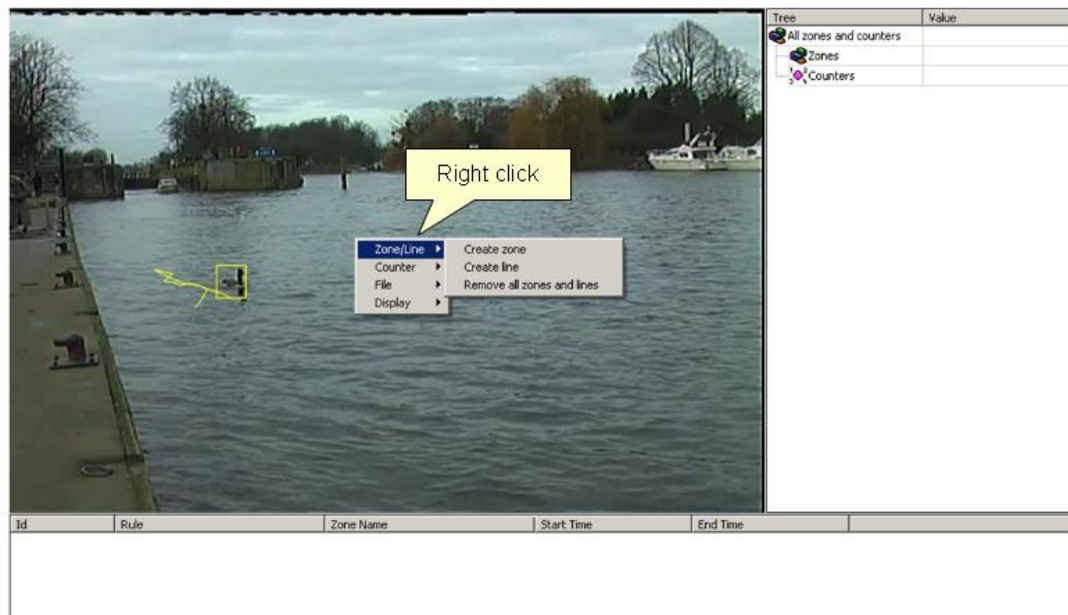 Tree Value
All zones and counters
Zones
Counters
Right click
Zone/Line Create zone
Counter Create line
File Remove all zones and lines
Display
Id Rule Zone Name Start Time End Time